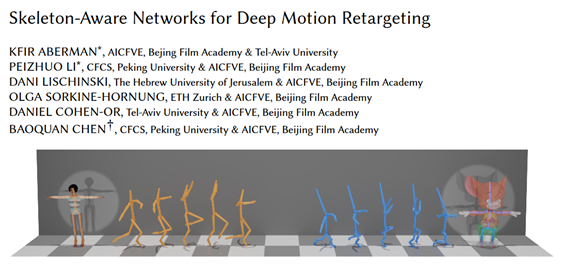 Skeleton-Aware Networks for Deep Motion Retargeting
KFIR ABERMAN*, AICFVE, Bejing Film Academy & Tel-Aviv University
PEIZHUO LI*, CFCS, Peking University & AICFVE, Beijing Film Academy
DANI LISCHINSKI, The Hebrew University of Jerusalem & AICFVE, Beijing Film Academy
OLGA SORKINE-HORNUNG, ETH Zurich & AICFVE, Beijing Film Academy
DANIEL COHEN-OR, Tel-Aviv University & AICFVE, Beijing Film Academy
BAOQUAN CHEN†, CFCS, Peking University & AICFVE, Beijing Film Academy